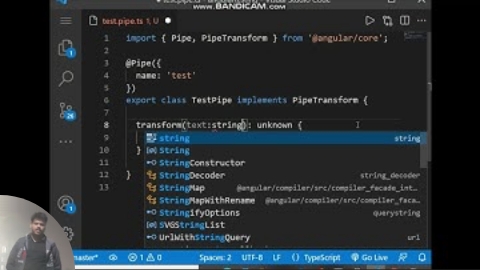 WWW.BANDICAM.COM
test.pipe.ts 1, U
1 import { Pipe, PipeTransform } from '@angular/core';
2
3 @Pipe({
4 name: 'test'
5 })
6 export class TestPipe implements PipeTransform {
7
8 transform(text:string): unknown {
9 string string
10 } String
11 StringConstructor
12 } StringDecoder string_decoder
13 StringMap @angular/compiler/src/compiler_facade_int…
StringMapWithRename @angular/compiler/src/compiler_facade_…
StringifyOptions querystring
SVGStringList
UrlWithStringQuery url
master* 1 0 Spaces: 2 UTF-8 LF {} TypeScript Go Live